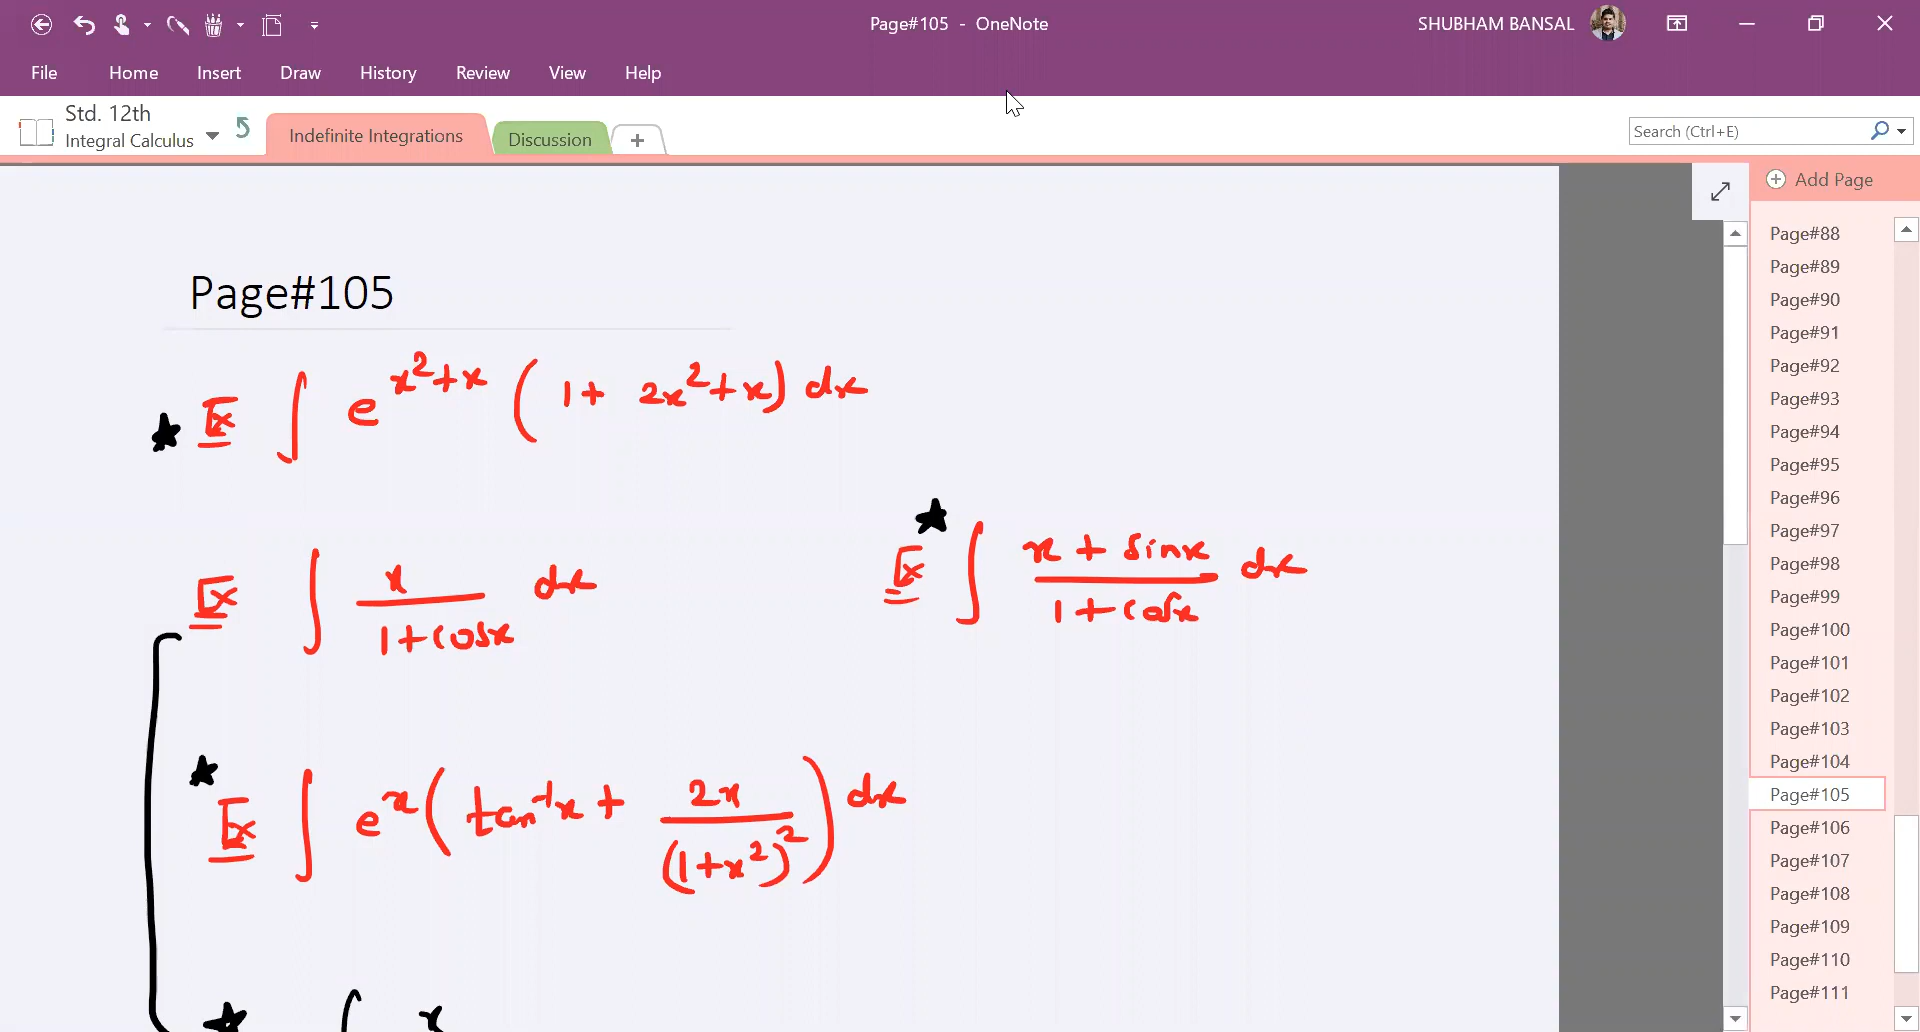 Page#105 - OneNote
SHUBHAM BANSAL
File Home Insert Draw History Review View Help
Std. 12th
Integral Calculus
Indefinite Integrations
Discussion
+
Search (Ctrl+E)
Add Page
Page#105
★ Ex ∫ e^(x²+x) (1 + 2x²+x) dx
Ex ∫ x/(1+cosx) dx
★ Ex ∫ (x + sinx)/(1+cosx) dx
★ Ex ∫ e^x (tan⁻¹x + 2x/(1+x²)²) dx
★ ∫ x
Page#88
Page#89
Page#90
Page#91
Page#92
Page#93
Page#94
Page#95
Page#96
Page#97
Page#98
Page#99
Page#100
Page#101
Page#102
Page#103
Page#104
Page#105
Page#106
Page#107
Page#108
Page#109
Page#110
Page#111